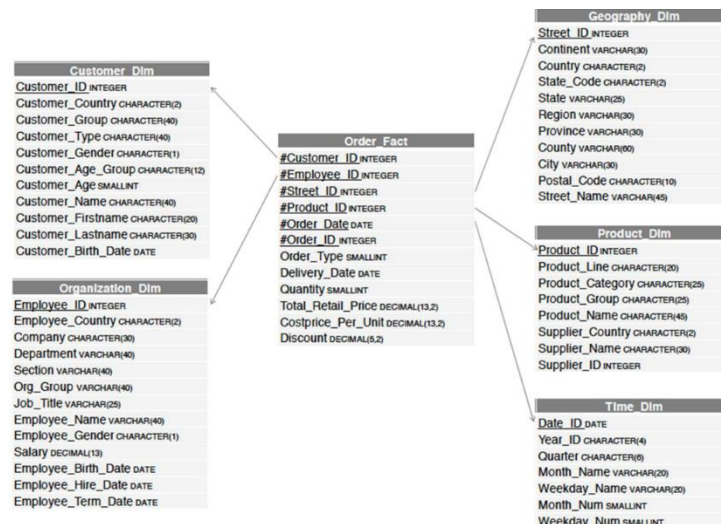 Customer_Dim
Customer_ID INTEGER
Customer_Country CHARACTER(2)
Customer_Group CHARACTER(40)
Customer_Type CHARACTER(40)
Customer_Gender CHARACTER(1)
Customer_Age_Group CHARACTER(12)
Customer_Age SMALLINT
Customer_Name CHARACTER(40)
Customer_Firstname CHARACTER(20)
Customer_Lastname CHARACTER(30)
Customer_Birth_Date DATE
Organization_Dim
Employee_ID INTEGER
Employee_Country CHARACTER(2)
Company CHARACTER(30)
Department VARCHAR(40)
Section VARCHAR(40)
Org_Group VARCHAR(40)
Job_Title VARCHAR(25)
Employee_Name VARCHAR(40)
Employee_Gender CHARACTER(1)
Salary DECIMAL(13)
Employee_Birth_Date DATE
Employee_Hire_Date DATE
Employee_Term_Date DATE
Order_Fact
#Customer_ID INTEGER
#Employee_ID INTEGER
#Street_ID INTEGER
#Product_ID INTEGER
#Order_Date DATE
#Order_ID INTEGER
Order_Type SMALLINT
Delivery_Date DATE
Quantity SMALLINT
Total_Retail_Price DECIMAL(13,2)
Costprice_Per_Unit DECIMAL(13,2)
Discount DECIMAL(5,2)
Geography_Dim
Street_ID INTEGER
Continent VARCHAR(30)
Country CHARACTER(2)
State_Code CHARACTER(2)
State VARCHAR(25)
Region VARCHAR(30)
Province VARCHAR(30)
County VARCHAR(60)
City VARCHAR(30)
Postal_Code CHARACTER(10)
Street_Name VARCHAR(45)
Product_Dim
Product_ID INTEGER
Product_Line CHARACTER(20)
Product_Category CHARACTER(25)
Product_Group CHARACTER(25)
Product_Name CHARACTER(45)
Supplier_Country CHARACTER(2)
Supplier_Name CHARACTER(30)
Supplier_ID INTEGER
Time_Dim
Date_ID DATE
Year_ID CHARACTER(4)
Quarter CHARACTER(6)
Month_Name VARCHAR(20)
Weekday_Name VARCHAR(20)
Month_Num SMALLINT
Weekday_Num SMALLINT